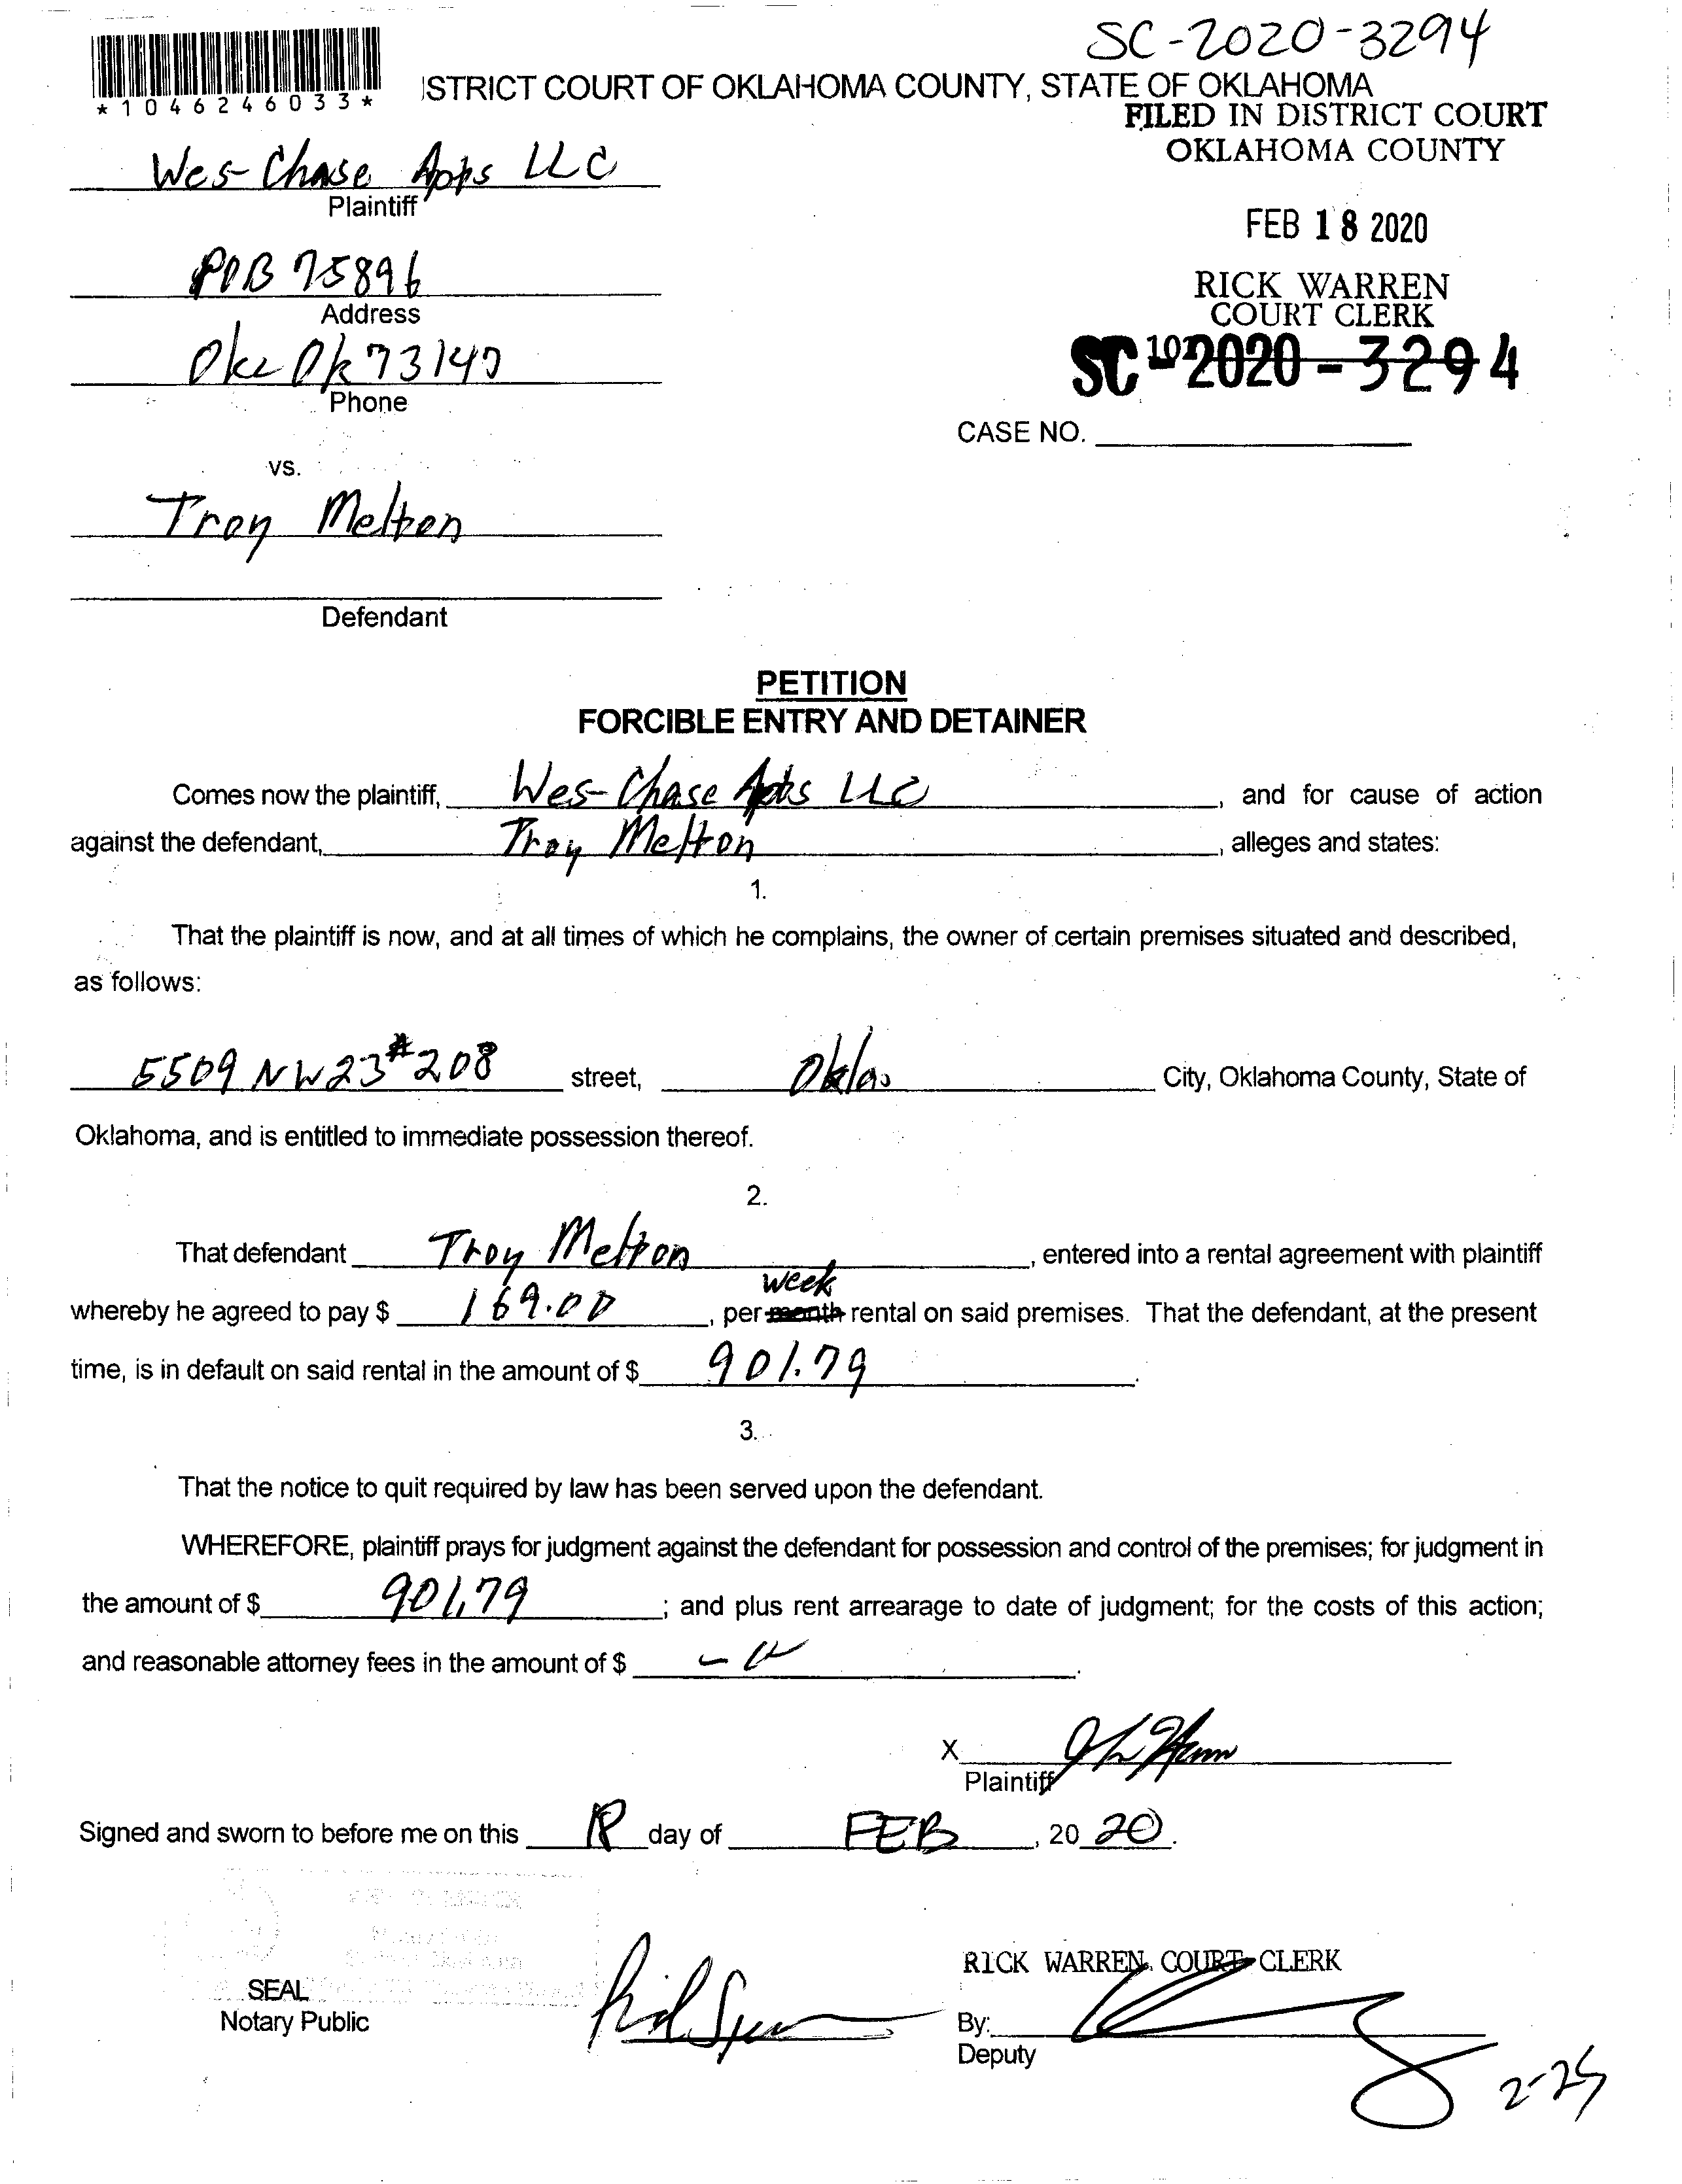 SC-2020-3294
*1046246033*
ISTRICT COURT OF OKLAHOMA COUNTY, STATE OF OKLAHOMA
FILED IN DISTRICT COURT
OKLAHOMA COUNTY
Wes-Chase Apts LLC
Plaintiff
FEB 18 2020
POB 75896
Address
RICK WARREN
COURT CLERK
Okc Ok 73147
Phone
SC 2020-3294
CASE NO.
vs.
Troy Melton
Defendant
PETITION
FORCIBLE ENTRY AND DETAINER
Comes now the plaintiff, Wes-Chase Apts LLC, and for cause of action
against the defendant, Troy Melton, alleges and states:
1.
That the plaintiff is now, and at all times of which he complains, the owner of certain premises situated and described,
as follows:
5509 NW23 #208 street, Okla. City, Oklahoma County, State of
Oklahoma, and is entitled to immediate possession thereof.
2.
That defendant Troy Melton, entered into a rental agreement with plaintiff
week
whereby he agreed to pay $ 169.00, per month rental on said premises. That the defendant, at the present
time, is in default on said rental in the amount of $ 901.79.
3.
That the notice to quit required by law has been served upon the defendant.
WHEREFORE, plaintiff prays for judgment against the defendant for possession and control of the premises; for judgment in
the amount of $ 901.79; and plus rent arrearage to date of judgment; for the costs of this action;
and reasonable attorney fees in the amount of $
X
Plaintiff
Signed and sworn to before me on this 18 day of FEB, 20 20.
RICK WARREN, COURT CLERK
SEAL
Notary Public
By:
Deputy
2-25